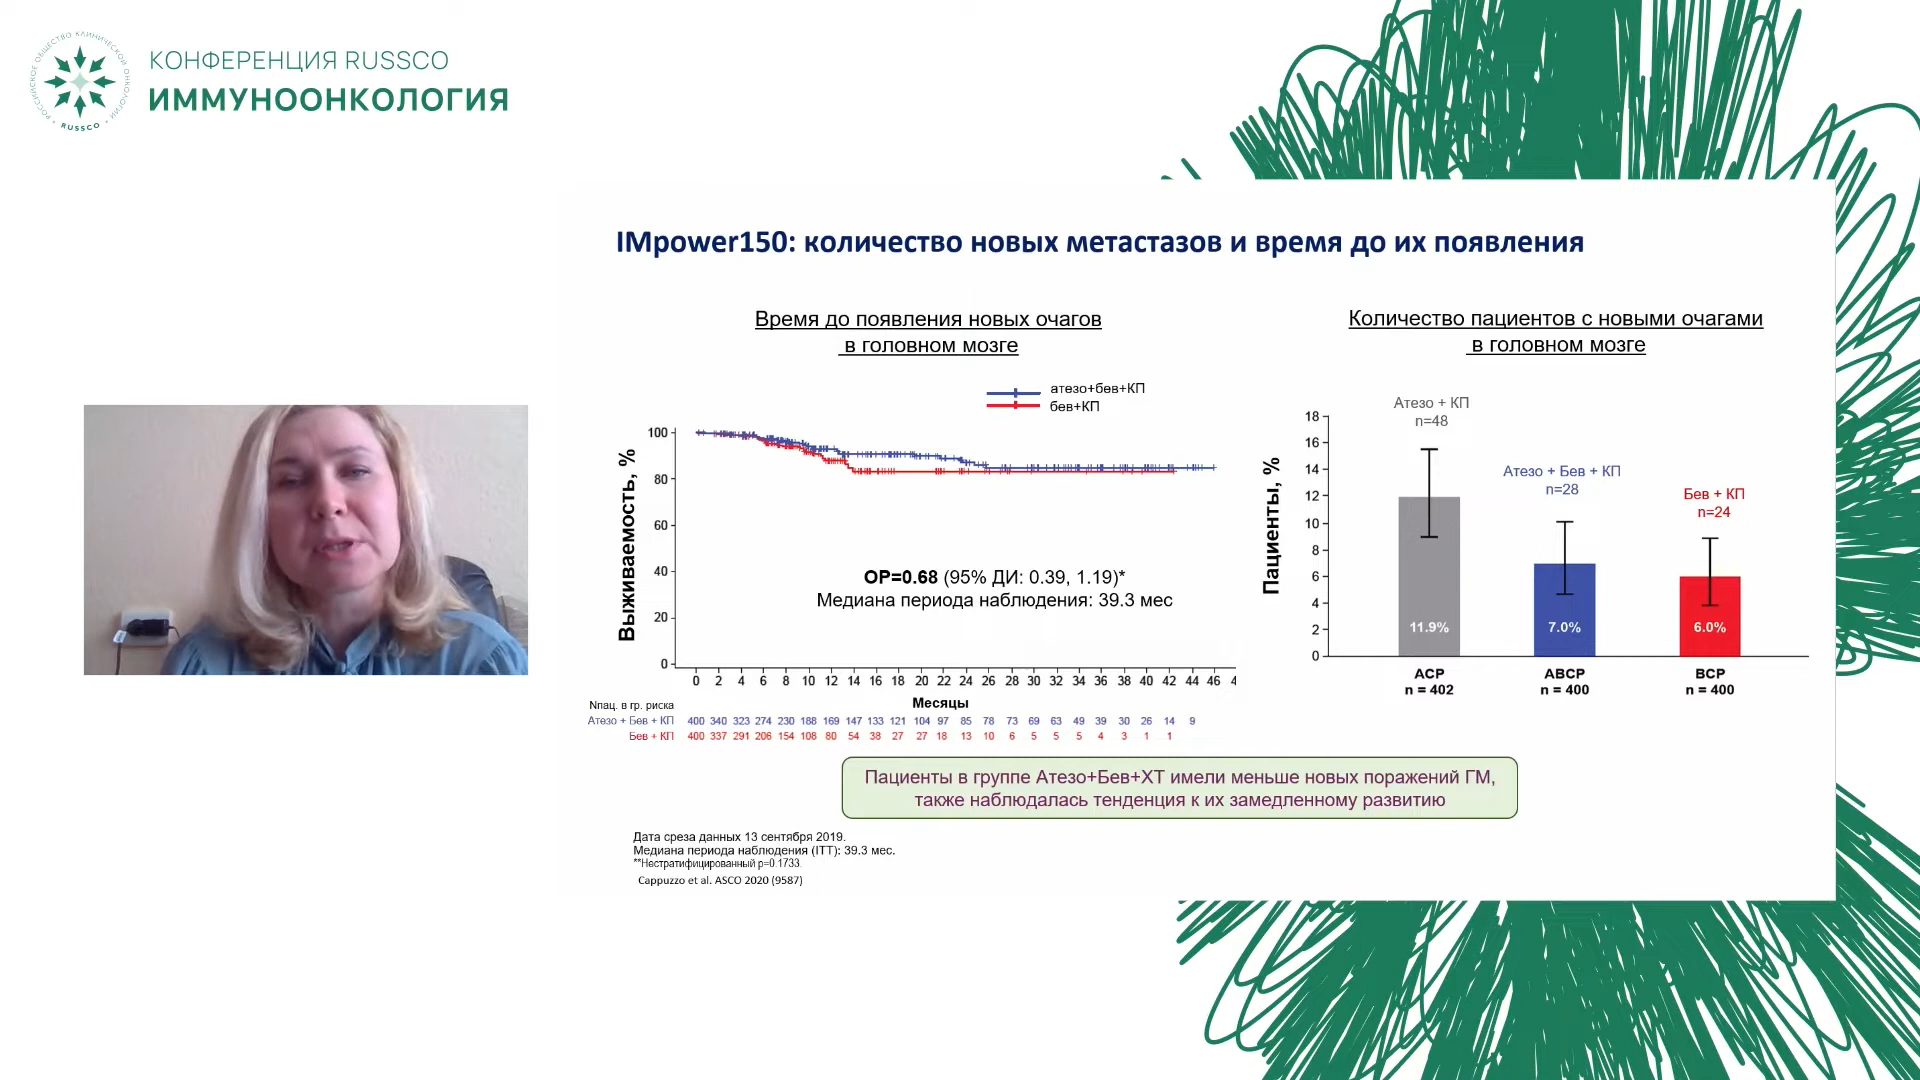 РОССИЙСКОЕ ОБЩЕСТВО КЛИНИЧЕСКОЙ ОНКОЛОГИИ
RUSSCO
КОНФЕРЕНЦИЯ RUSSCO
ИММУНООНКОЛОГИЯ
IMpower150: количество новых метастазов и время до их появления
Время до появления новых очагов
в головном мозге
атезо+бев+КП
бев+КП
Выживаемость, %
100
80
60
40
20
0
ОР=0.68 (95% ДИ: 0.39, 1.19)*
Медиана периода наблюдения: 39.3 мес
0 2 4 6 8 10 12 14 16 18 20 22 24 26 28 30 32 34 36 38 40 42 44 46 4
Месяцы
Nпац. в гр. риска
Атезо + Бев + КП 400 340 323 274 230 188 169 147 133 121 104 97 85 78 73 69 63 49 39 30 26 14 9
Бев + КП 400 337 291 206 154 108 80 54 38 27 27 18 13 10 6 5 5 5 4 3 1 1
Количество пациентов с новыми очагами
в головном мозге
Пациенты, %
18
16
14
12
10
8
6
4
2
0
Атезо + КП
n=48
Атезо + Бев + КП
n=28
Бев + КП
n=24
11.9%
7.0%
6.0%
ACP
n = 402
ABCP
n = 400
BCP
n = 400
Пациенты в группе Атезо+Бев+ХТ имели меньше новых поражений ГМ,
также наблюдалась тенденция к их замедленному развитию
Дата среза данных 13 сентября 2019.
Медиана периода наблюдения (ITT): 39.3 мес.
**Нестратифицированный p=0.1733.
Cappuzzo et al. ASCO 2020 (9587)